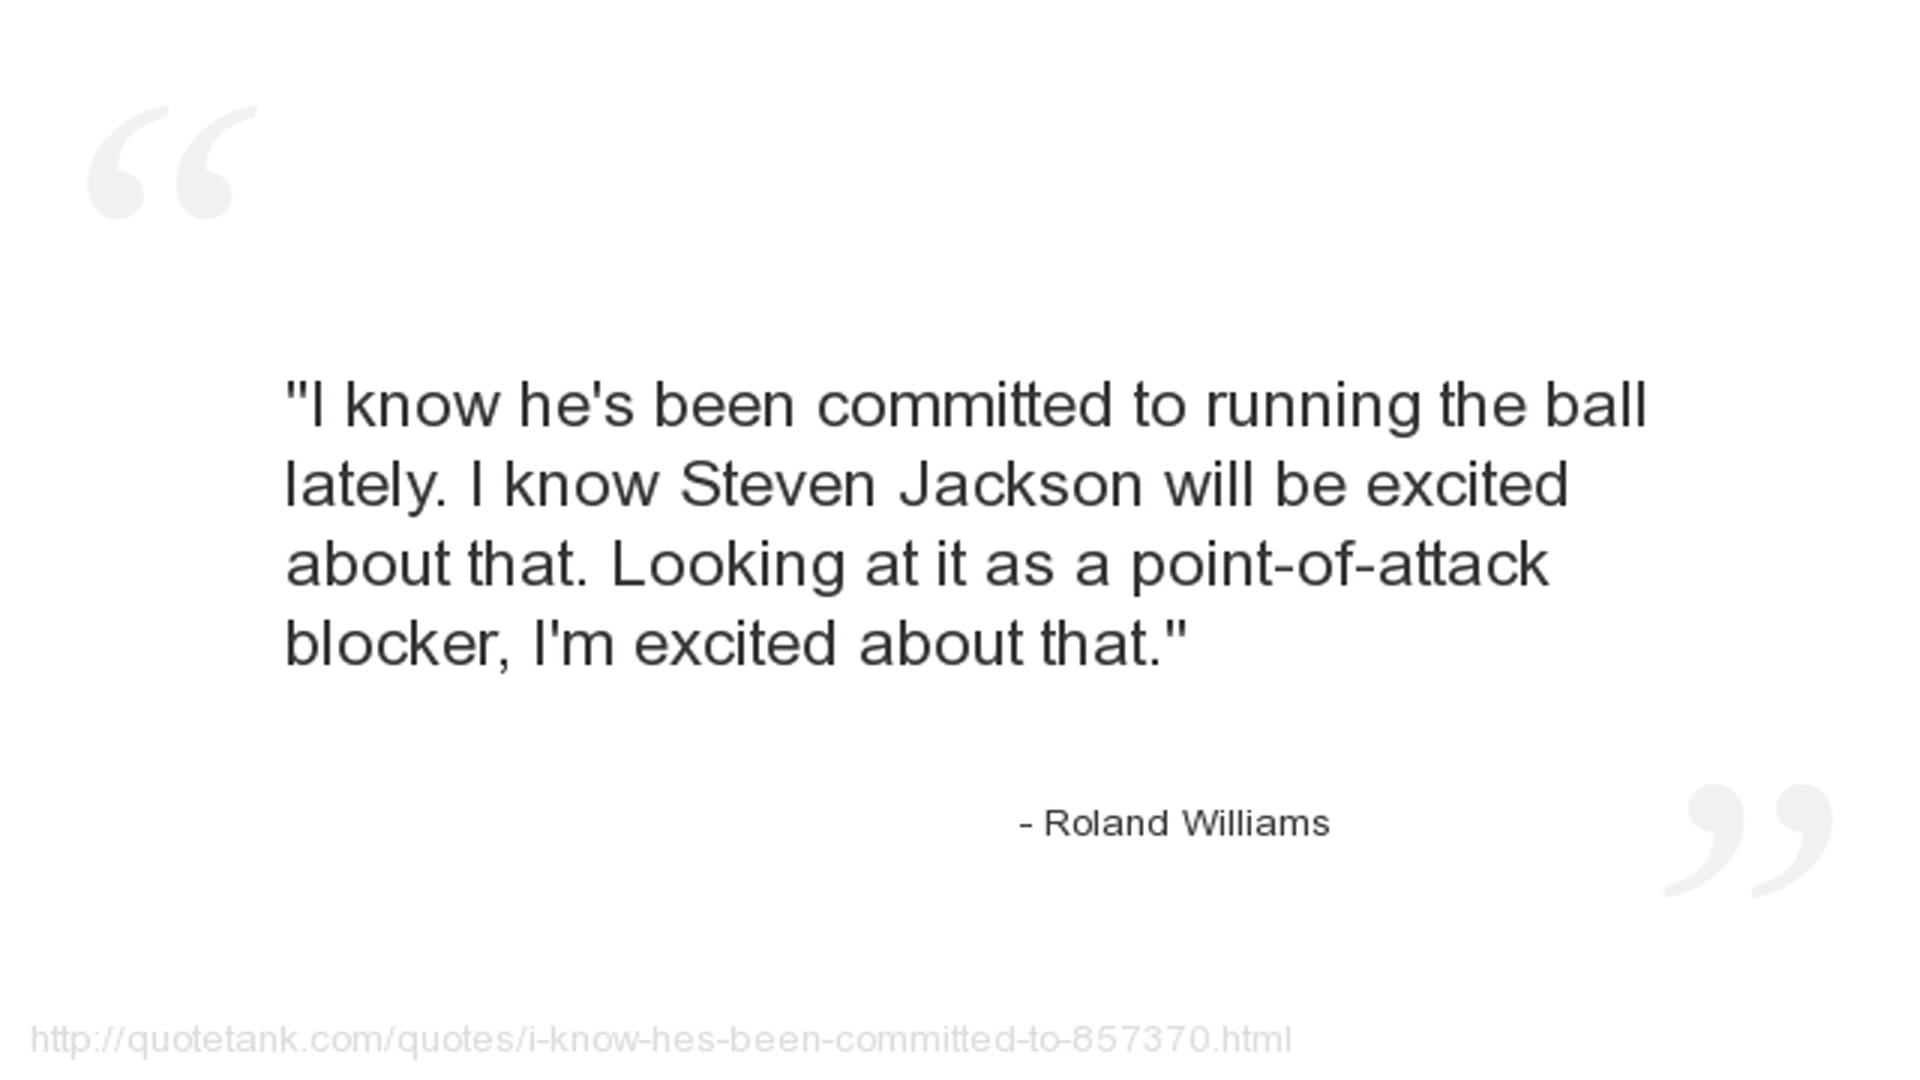 "I know he's been committed to running the ball
lately. I know Steven Jackson will be excited
about that. Looking at it as a point-of-attack
blocker, I'm excited about that."
- Roland Williams
http://quotetank.com/quotes/i-know-hes-been-committed-to-857370.html